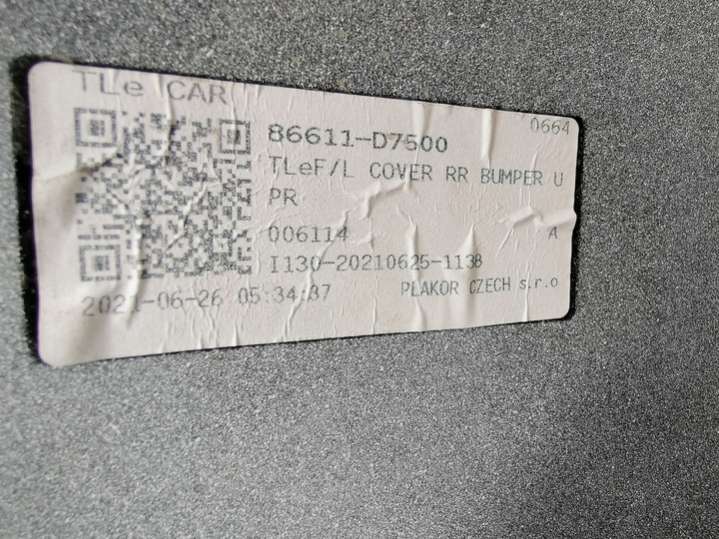 TLe CAR
0664
86611-D7500
TLeF/L COVER RR BUMPER U
PR
006114 A
I130-20210625-1138
2021-06-26 05:34:37 PLAKOR CZECH s.r.o